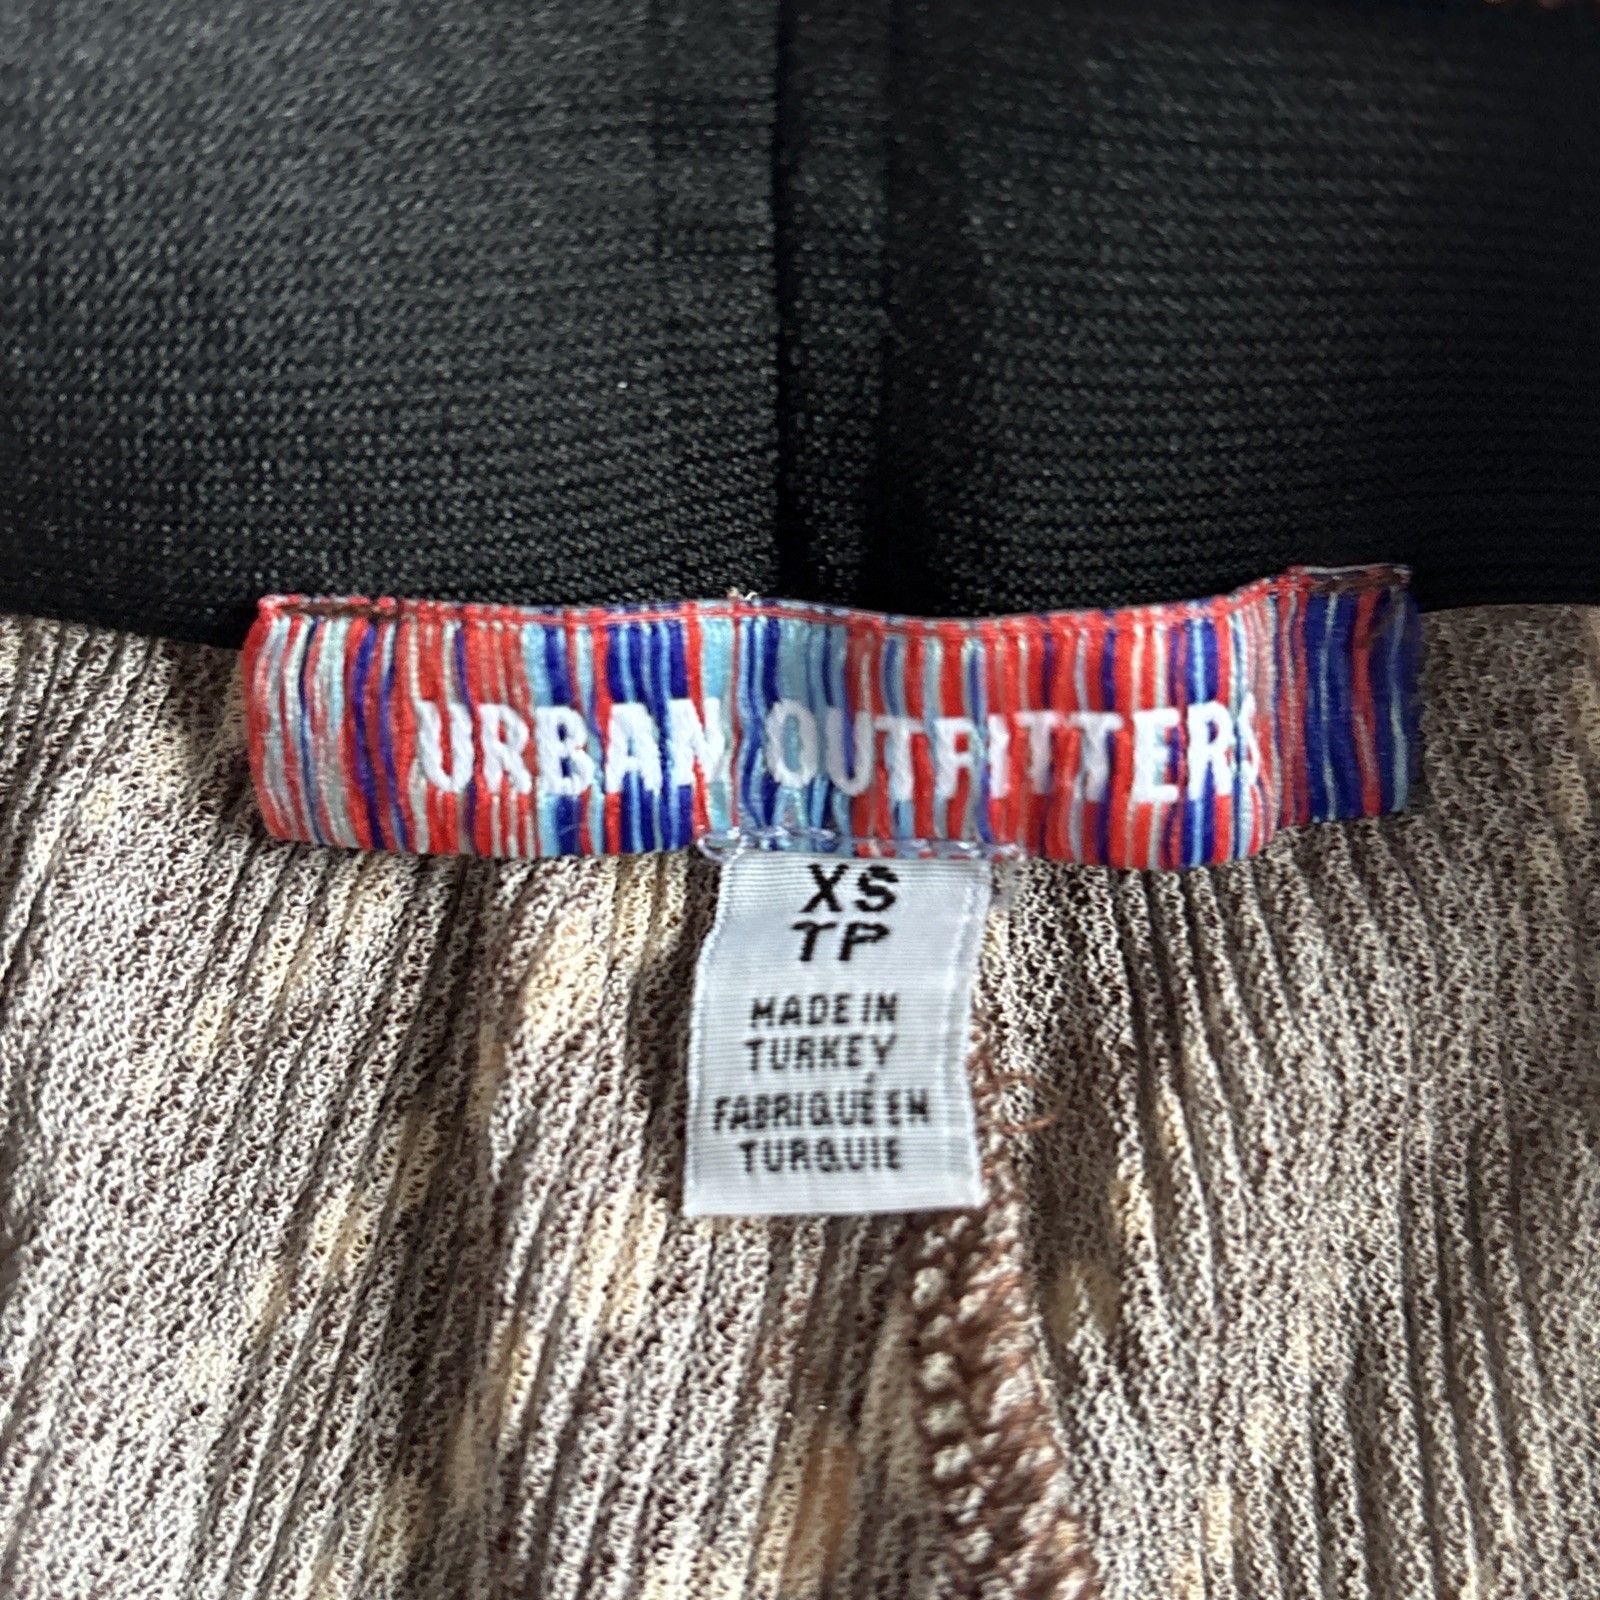 URBAN OUTFITTERS
XS
TP
MADE IN
TURKEY
FABRIQUÉ EN
TURQUIE